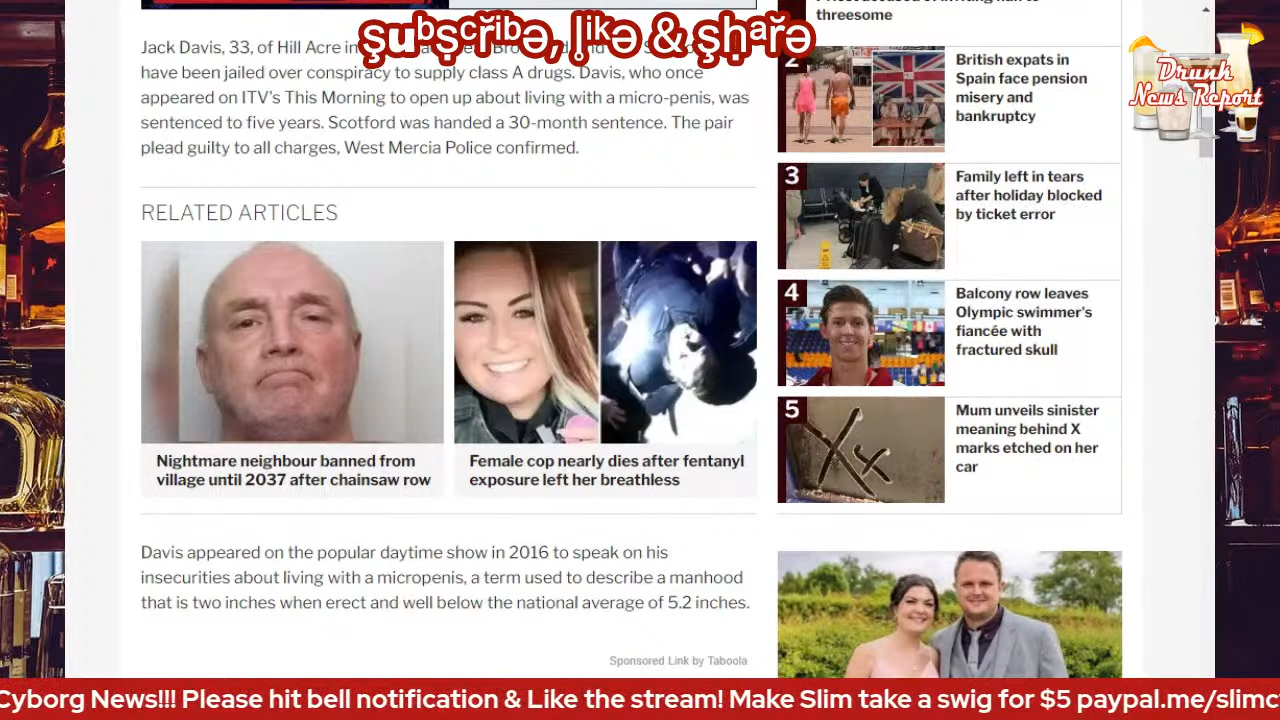 şuᵇşᶜřⁱᵇə, l̥ⁱᵏə & şḥᵃřə
threesome
Jack Davis, 33, of Hill Acre in
have been jailed over conspiracy to supply class A drugs. Davis, who once
appeared on ITV's This Morning to open up about living with a micro-penis, was
sentenced to five years. Scotford was handed a 30-month sentence. The pair
plead guilty to all charges, West Mercia Police confirmed.
RELATED ARTICLES
Nightmare neighbour banned from
village until 2037 after chainsaw row
Female cop nearly dies after fentanyl
exposure left her breathless
Davis appeared on the popular daytime show in 2016 to speak on his
insecurities about living with a micropenis, a term used to describe a manhood
that is two inches when erect and well below the national average of 5.2 inches.
Sponsored Link by Taboola
2
British expats in
Spain face pension
misery and
bankruptcy
3
Family left in tears
after holiday blocked
by ticket error
4
Balcony row leaves
Olympic swimmer's
fiancée with
fractured skull
5
Mum unveils sinister
meaning behind X
marks etched on her
car
Drunk
News Report
Cyborg News!!! Please hit bell notification & Like the stream! Make Slim take a swig for $5 paypal.me/slimc